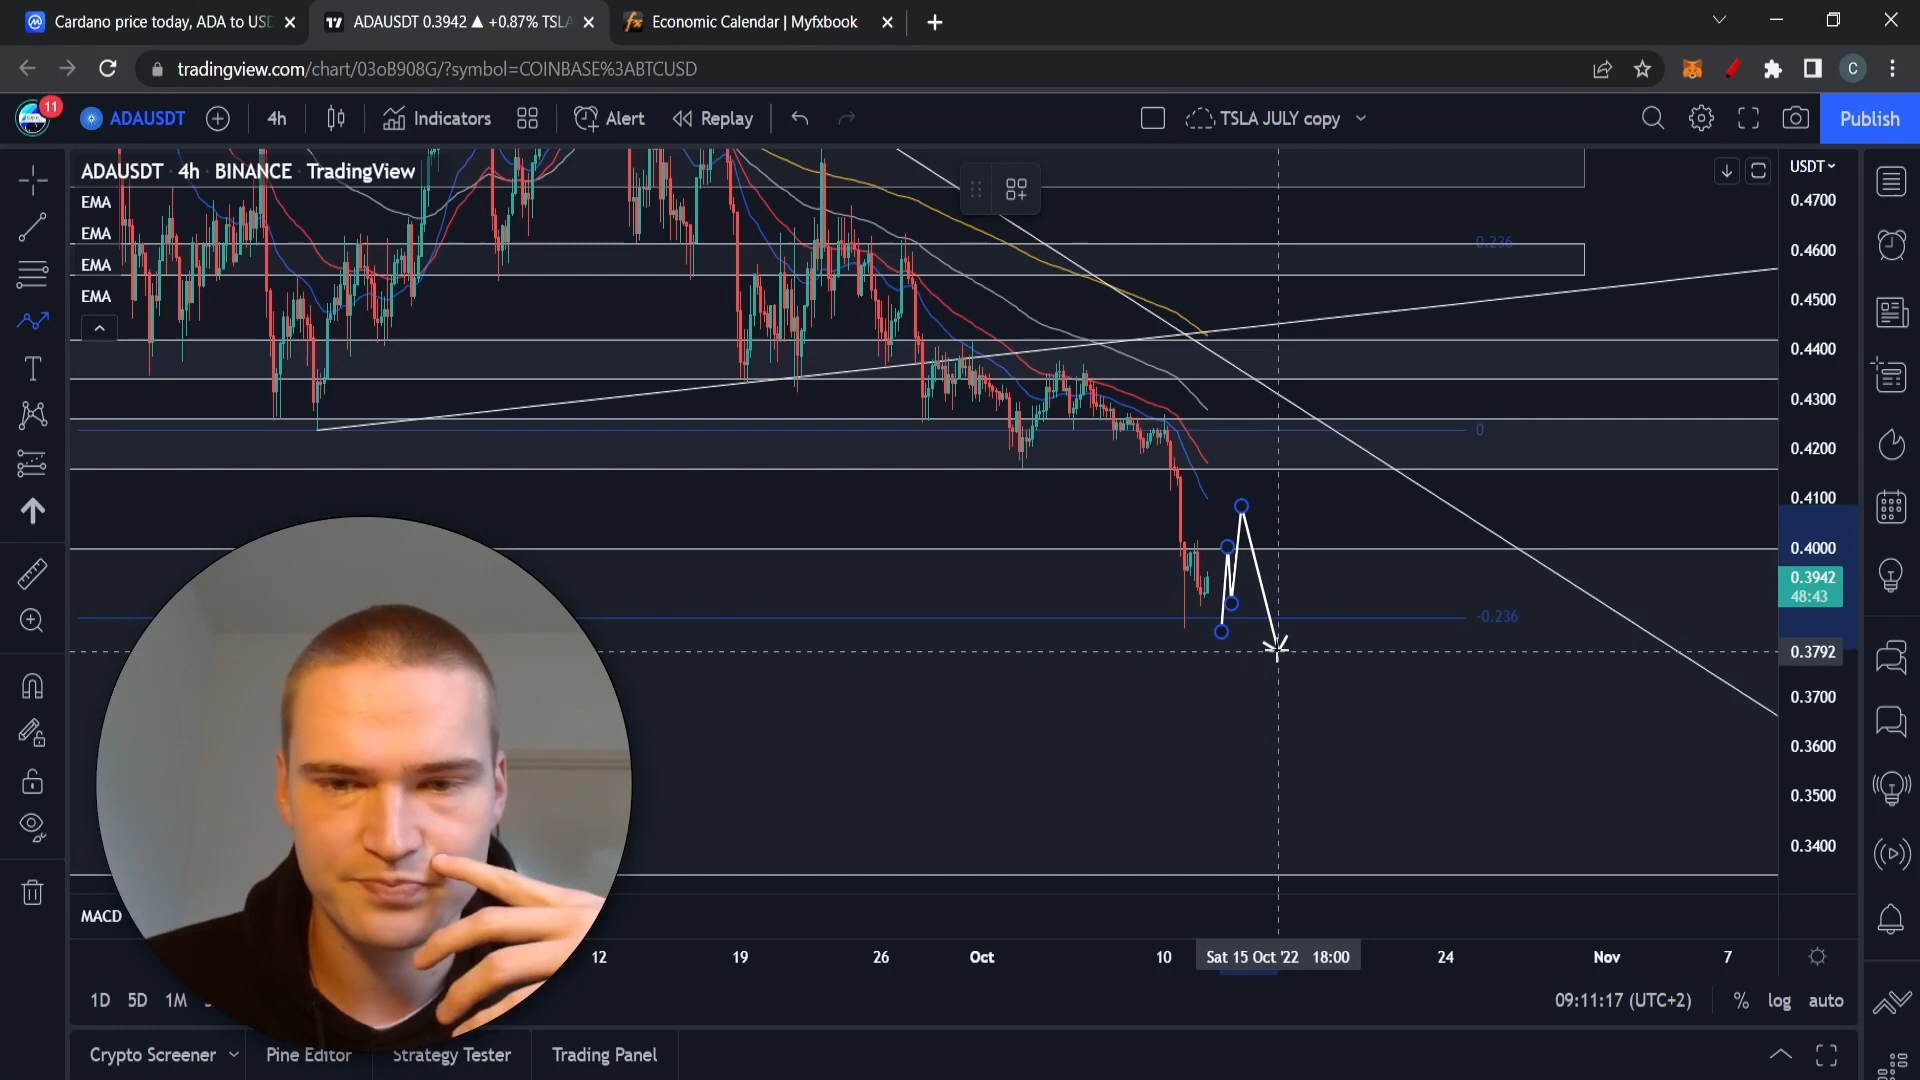 Cardano price today, ADA to USD
ADAUSDT 0.3942 ▲ +0.87% TSLA
Economic Calendar | Myfxbook
tradingview.com/chart/03oB908G/?symbol=COINBASE%3ABTCUSD
C
11
ADAUSDT
4h
Indicators
Alert
Replay
TSLA JULY copy
Publish
ADAUSDT · 4h · BINANCE · TradingView
EMA
EMA
EMA
EMA
USDT
0.4700
0.4600
0.4500
0.4400
0.4300
0.4200
0.4100
0.4000
0.3942
48:43
0.3792
0.3700
0.3600
0.3500
0.3400
0.236
0
-0.236
MACD
12
19
26
Oct
10
Sat 15 Oct '22 18:00
24
Nov
7
1D
5D
1M
09:11:17 (UTC+2)
%
log
auto
Crypto Screener
Pine Editor
Strategy Tester
Trading Panel